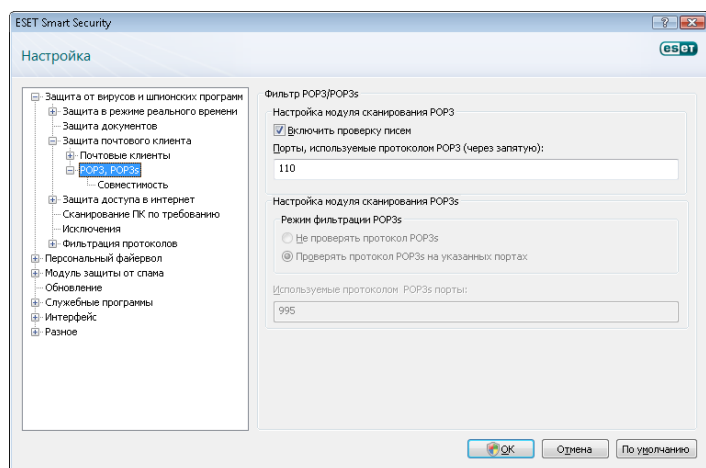 ESET Smart Security
Настройка
eset
Защита от вирусов и шпионских программ
Защита в режиме реального времени
Защита документов
Защита почтового клиента
Почтовые клиенты
POP3, POP3s
Совместимость
Защита доступа в интернет
Сканирование ПК по требованию
Исключения
Фильтрация протоколов
Персональный файервол
Модуль защиты от спама
Обновление
Служебные программы
Интерфейс
Разное
Фильтр POP3/POP3s
Настройка модуля сканирования POP3
Включить проверку писем
Порты, используемые протоколом POP3 (через запятую):
110
Настройка модуля сканирования POP3s
Режим фильтрации POP3s
Не проверять протокол POP3s
Проверять протокол POP3s на указанных портах
Используемые протоколом POP3s порты:
995
OK
Отмена
По умолчанию